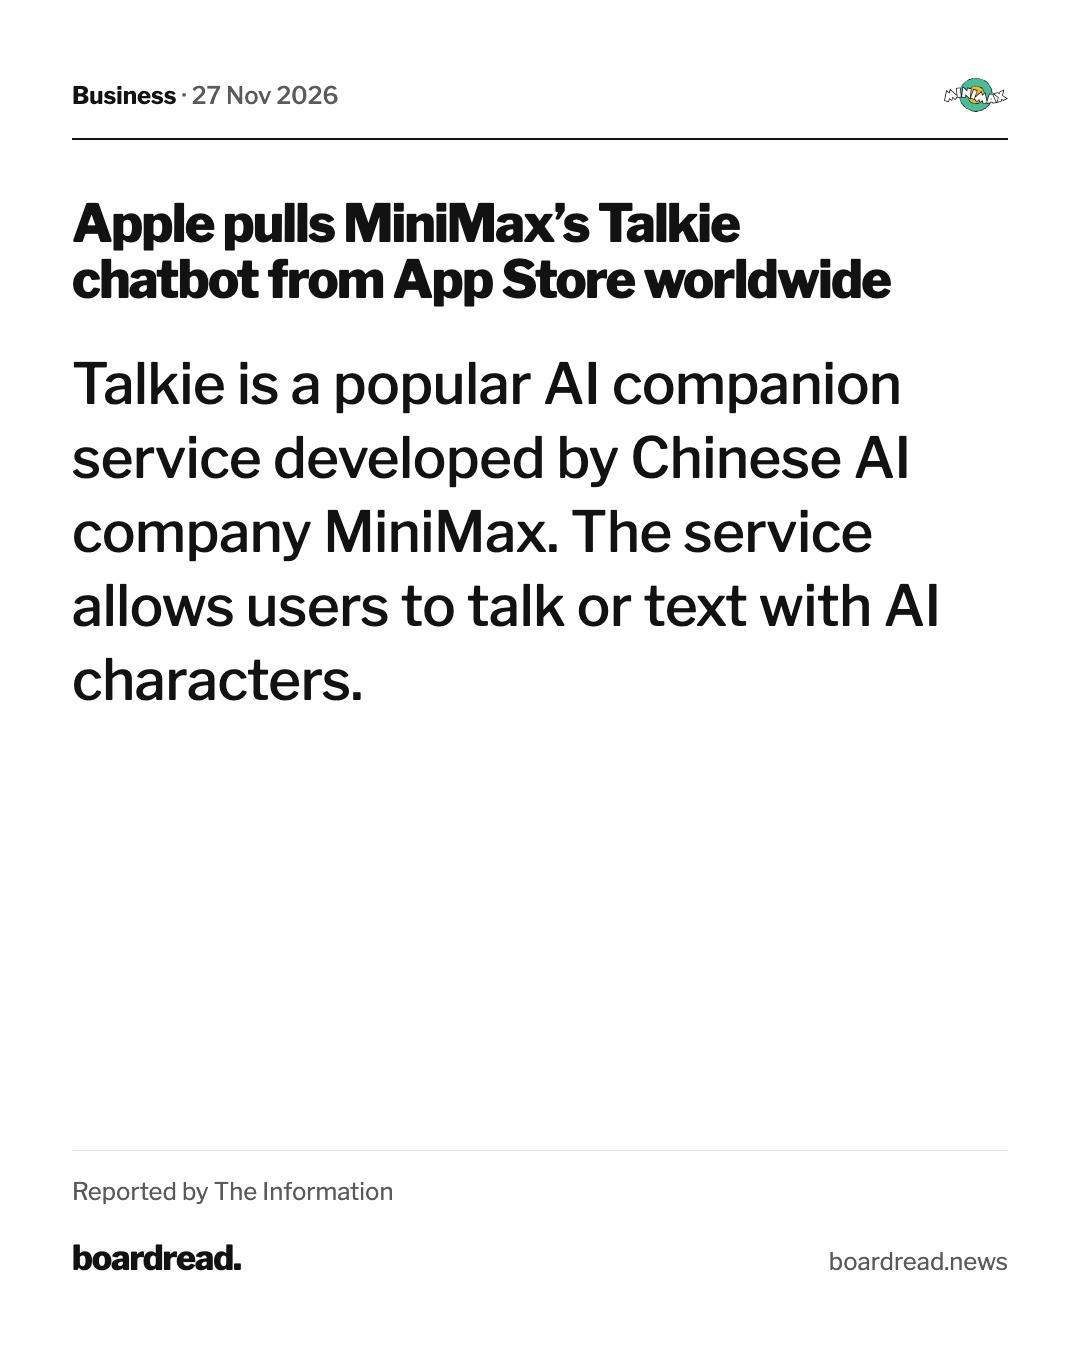 Business · 27 Nov 2026
MINIMAX
Apple pulls MiniMax’s Talkie
chatbot from App Store worldwide
Talkie is a popular AI companion
service developed by Chinese AI
company MiniMax. The service
allows users to talk or text with AI
characters.
Reported by The Information
boardread.
boardread.news